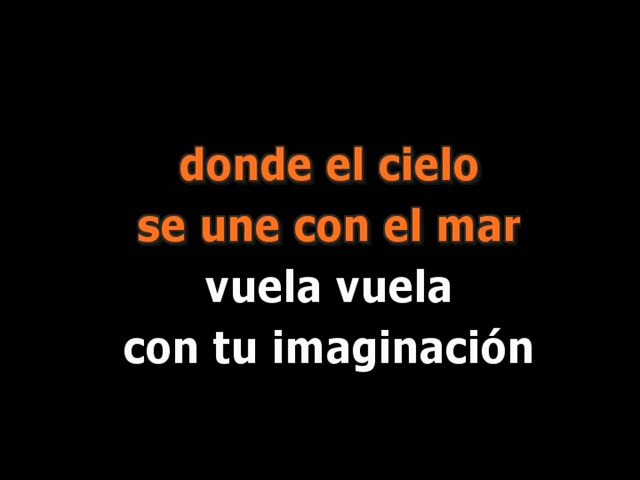 donde el cielo
se une con el mar
vuela vuela
con tu imaginación